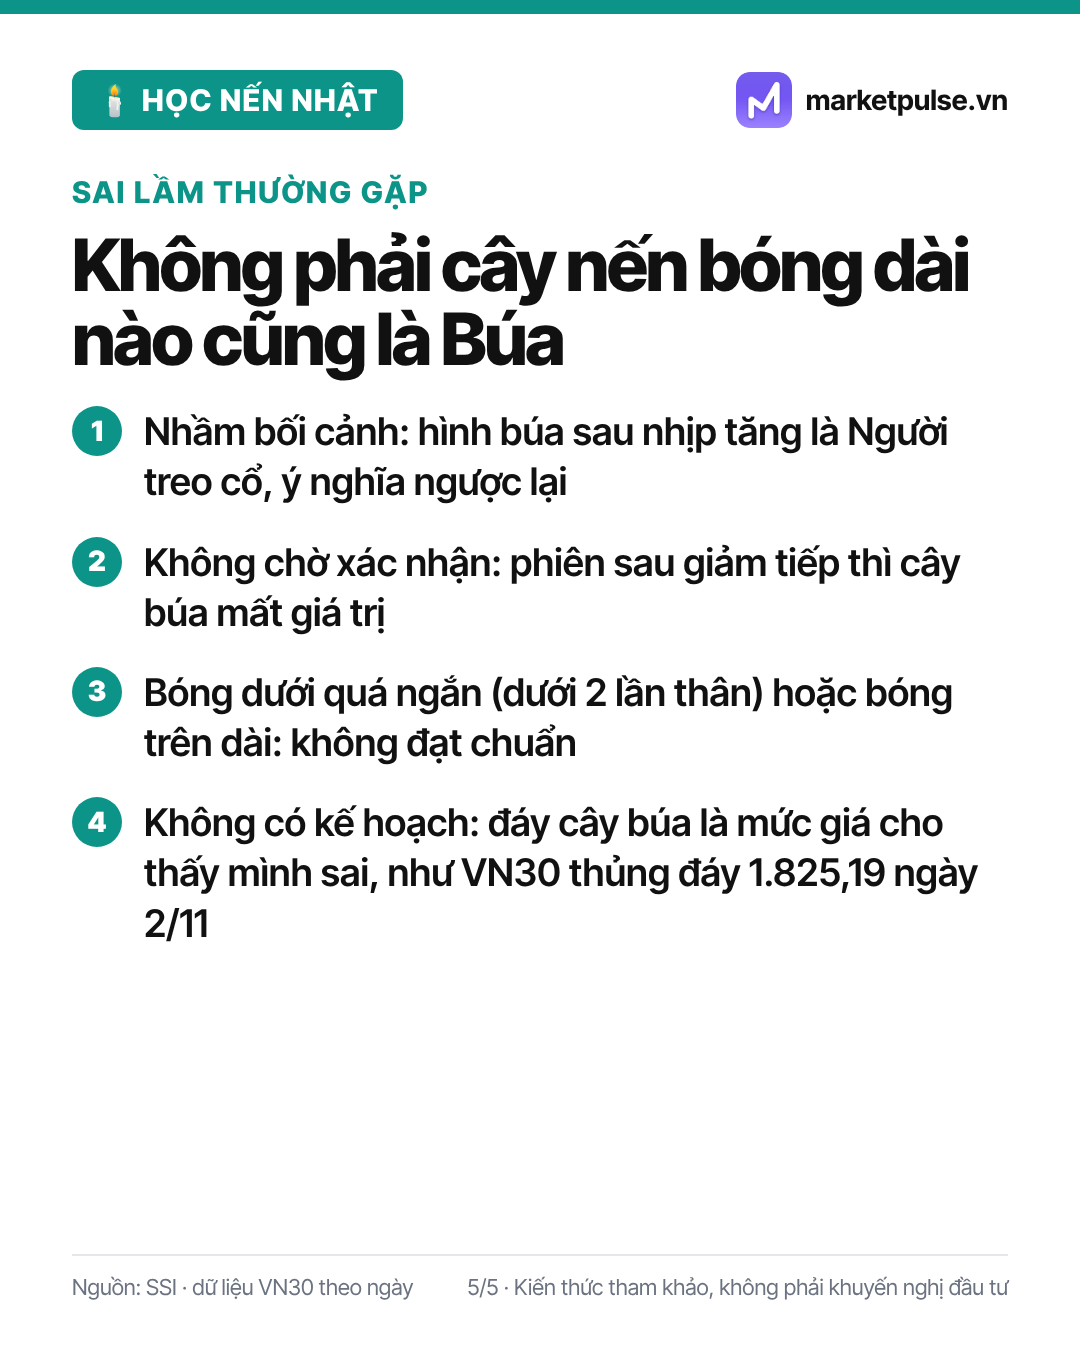 HỌC NẾN NHẬT
marketpulse.vn
SAI LẦM THƯỜNG GẶP
Không phải cây nến bóng dài
nào cũng là Búa
1 Nhầm bối cảnh: hình búa sau nhịp tăng là Người
treo cổ, ý nghĩa ngược lại
2 Không chờ xác nhận: phiên sau giảm tiếp thì cây
búa mất giá trị
3 Bóng dưới quá ngắn (dưới 2 lần thân) hoặc bóng
trên dài: không đạt chuẩn
4 Không có kế hoạch: đáy cây búa là mức giá cho
thấy mình sai, như VN30 thủng đáy 1.825,19 ngày
2/11
Nguồn: SSI · dữ liệu VN30 theo ngày
5/5 · Kiến thức tham khảo, không phải khuyến nghị đầu tư